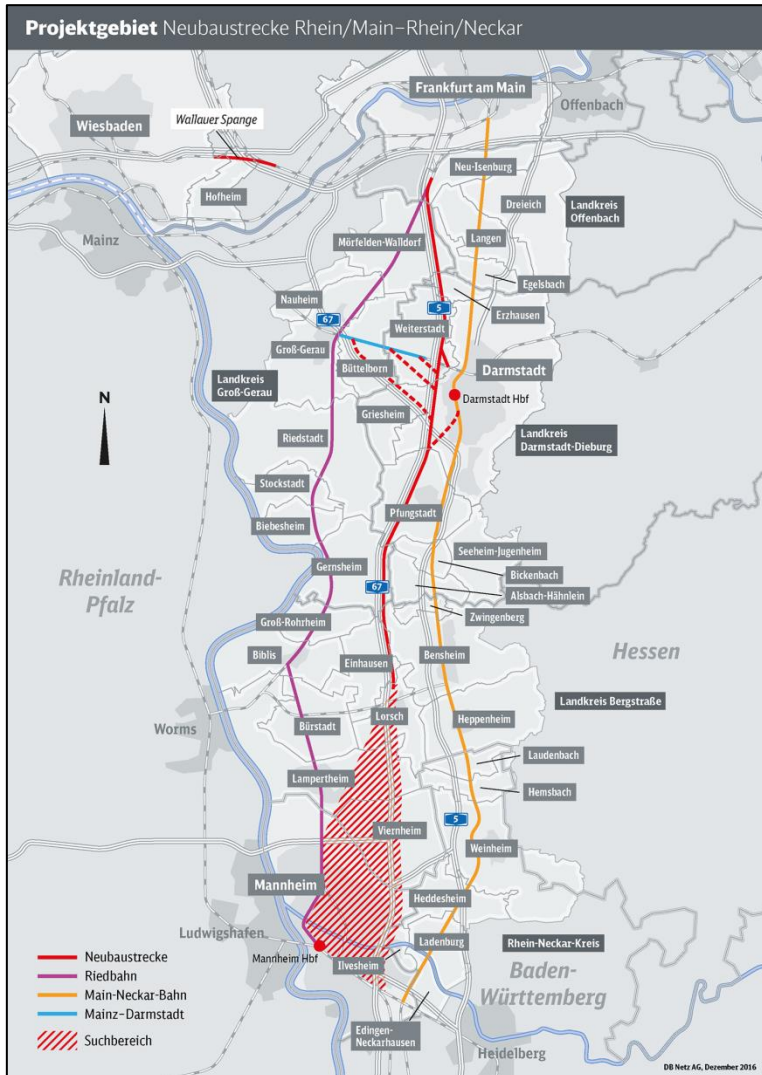 Projektgebiet Neubaustrecke Rhein/Main–Rhein/Neckar
Frankfurt am Main
Offenbach
Wiesbaden
Wallauer Spange
Neu-Isenburg
Hofheim
Dreieich
Landkreis
Offenbach
Mainz
Mörfelden-Walldorf
Langen
Egelsbach
Nauheim
5
Erzhausen
67
Weiterstadt
Groß-Gerau
Büttelborn
Darmstadt
Landkreis
Groß-Gerau
Darmstadt Hbf
N
Griesheim
Landkreis
Darmstadt-Dieburg
Riedstadt
Stockstadt
Pfungstadt
Biebesheim
Seeheim-Jugenheim
Gernsheim
Bickenbach
Rheinland-
Pfalz
67
Alsbach-Hähnlein
Groß-Rohrheim
Zwingenberg
Biblis
Einhausen
Bensheim
Hessen
Landkreis Bergstraße
Worms
Lorsch
Bürstadt
Heppenheim
Laudenbach
Lampertheim
Hemsbach
5
Viernheim
Weinheim
Mannheim
Heddesheim
Ludwigshafen
Ladenburg
Rhein-Neckar-Kreis
Mannheim Hbf
Ilvesheim
Baden-
Württemberg
Neubaustrecke
Riedbahn
Main-Neckar-Bahn
Mainz–Darmstadt
Suchbereich
Edingen-
Neckarhausen
Heidelberg
DB Netz AG, Dezember 2016